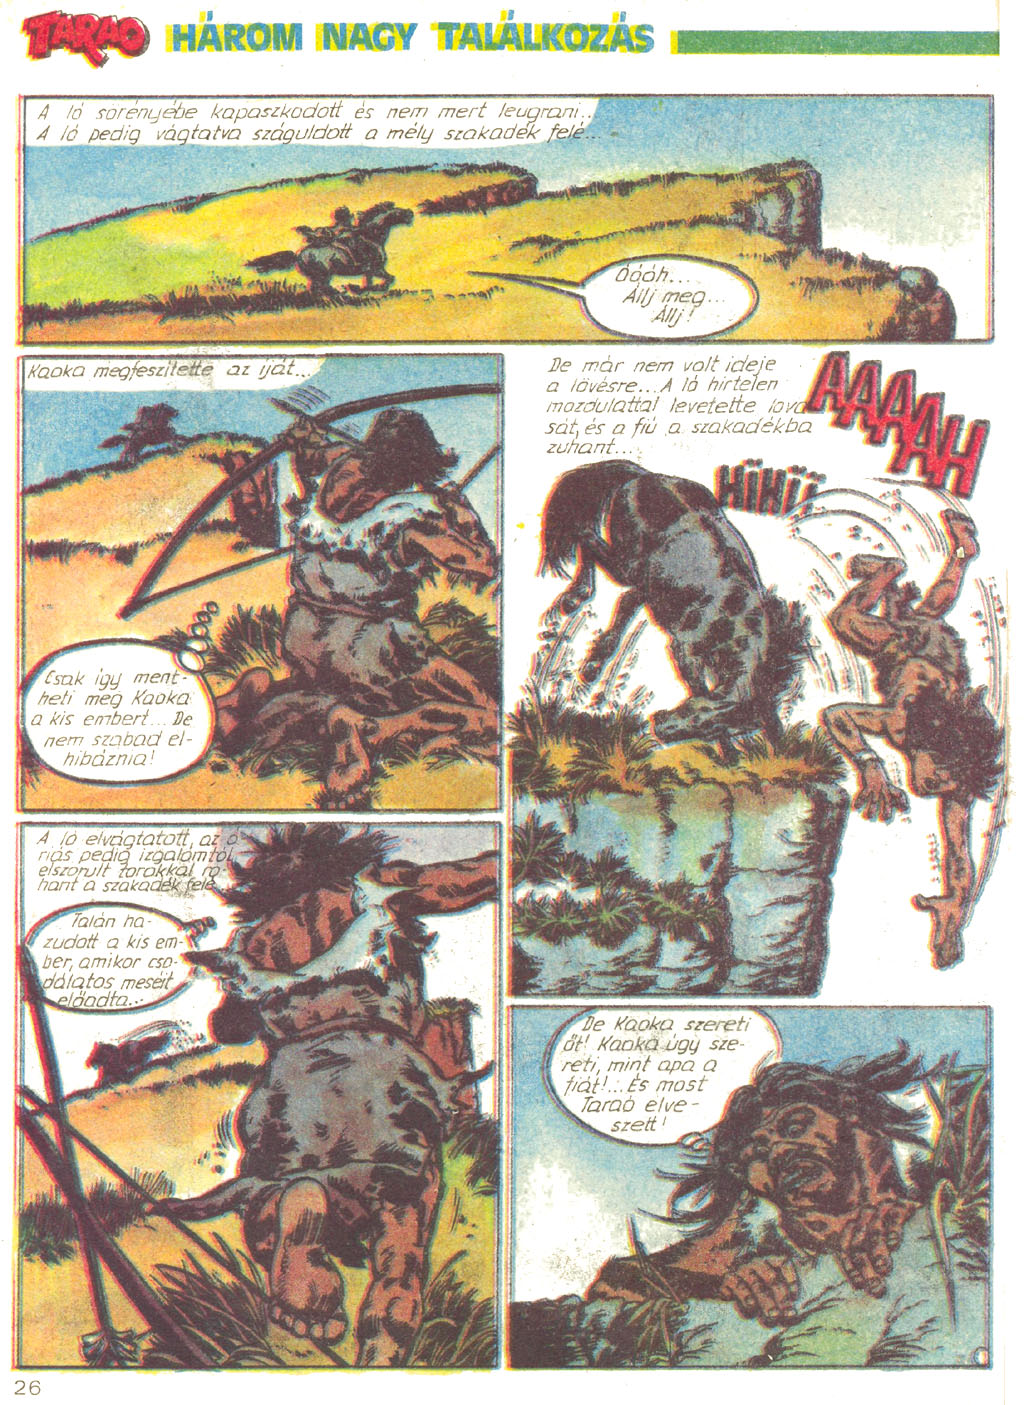 TARAO HÁROM NAGY TALÁLKOZÁS
A ló sörényébe kapaszkodott és nem mert leugrani..
A ló pedig vágtatva száguldott a mély szakadék felé...
Óóóh...
Állj meg...
Állj!
Kaoka megfeszítette az íját...
Csak így ment-
heti meg Kaoka
a kis embert... De
nem szabad el-
hibáznia!
De már nem volt ideje
a lövésre... A ló hirtelen
mozdulattal levetette lova
sát, és a fiú a szakadékba
zuhant...
AAAAAH
HIHÍÍ
A ló elvágtatott, az ó
riás pedig izgalomtól
elszorult torokkal ro-
hant a szakadék felé
Talán ha-
zudott a kis em-
ber, amikor cso-
dálatos meséit
előadta...
De Kaoka szereti
őt! Kaoka úgy sze-
reti, mint apa a
fiát!... És most
Taraó elve-
szett!
26